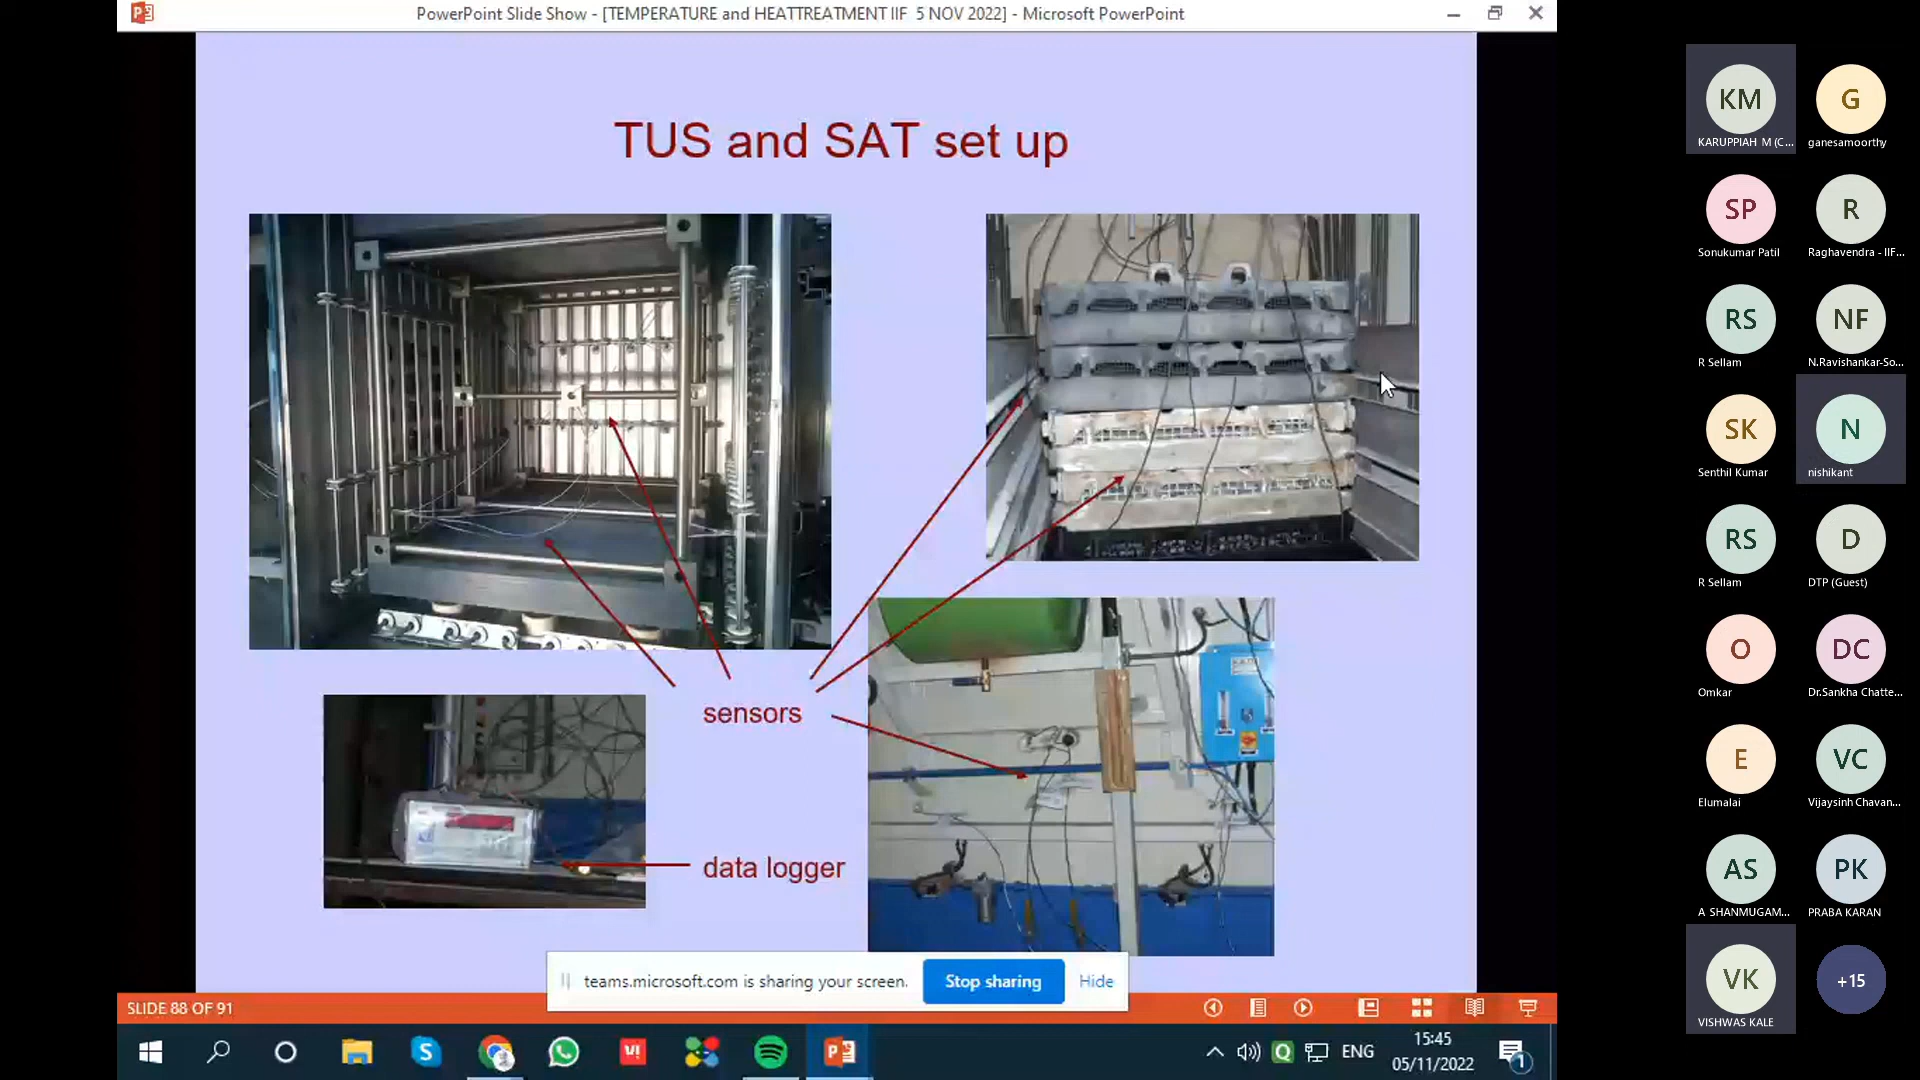 PowerPoint Slide Show - [TEMPERATURE and HEATTREATMENT IIF 5 NOV 2022] - Microsoft PowerPoint
TUS and SAT set up
sensors
data logger
teams.microsoft.com is sharing your screen.
Stop sharing
Hide
SLIDE 88 OF 91
ENG
15:45
05/11/2022
1
KM
KARUPPIAH M (C...
G
ganesamoorthy
SP
Sonukumar Patil
R
Raghavendra - IIF...
RS
R Sellam
NF
N.Ravishankar-So...
SK
Senthil Kumar
N
nishikant
RS
R Sellam
D
DTP (Guest)
O
Omkar
DC
Dr.Sankha Chatte...
E
Elumalai
VC
Vijaysinh Chavan...
AS
A SHANMUGAM...
PK
PRABA KARAN
VK
VISHWAS KALE
+15